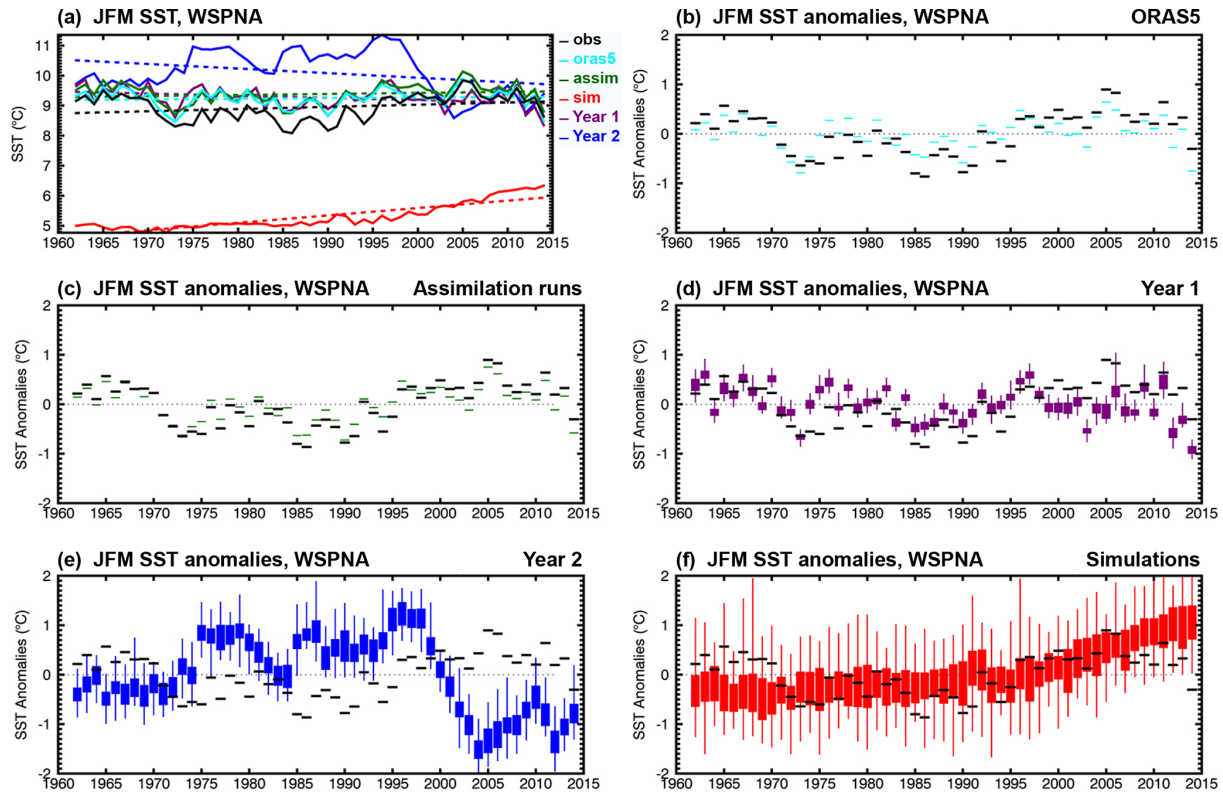 (a) JFM SST, WSPNA
SST (°C)
11
10
9
8
7
6
5
1960 1965 1970 1975 1980 1985 1990 1995 2000 2005 2010 2015
obs
oras5
assim
sim
Year 1
Year 2
(b) JFM SST anomalies, WSPNA ORAS5
SST Anomalies (°C)
2
1
0
-1
-2
1960 1965 1970 1975 1980 1985 1990 1995 2000 2005 2010 2015
(c) JFM SST anomalies, WSPNA Assimilation runs
SST Anomalies (°C)
2
1
0
-1
-2
1960 1965 1970 1975 1980 1985 1990 1995 2000 2005 2010 2015
(d) JFM SST anomalies, WSPNA Year 1
SST Anomalies (°C)
2
1
0
-1
-2
1960 1965 1970 1975 1980 1985 1990 1995 2000 2005 2010 2015
(e) JFM SST anomalies, WSPNA Year 2
SST Anomalies (°C)
2
1
0
-1
-2
1960 1965 1970 1975 1980 1985 1990 1995 2000 2005 2010 2015
(f) JFM SST anomalies, WSPNA Simulations
SST Anomalies (°C)
2
1
0
-1
-2
1960 1965 1970 1975 1980 1985 1990 1995 2000 2005 2010 2015